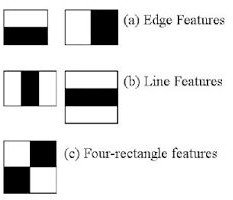 (a) Edge Features
(b) Line Features
(c) Four-rectangle features